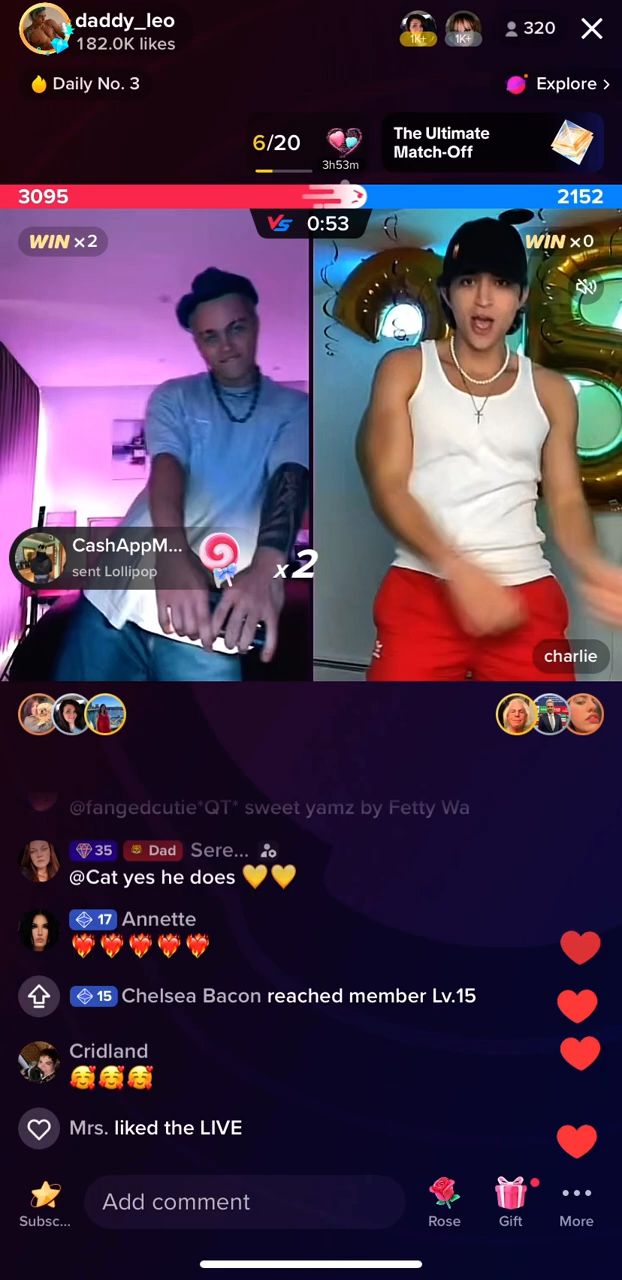 daddy_leo
182.0K likes
1K+
1K+
320
Daily No. 3
Explore
6/20
3h53m
The Ultimate
Match-Off
3095
2152
VS 0:53
WIN x2
WIN x0
CashAppM...
sent Lollipop
x2
charlie
@fangedcutie*QT* sweet yamz by Fetty Wa
35 Dad Sere...
@Cat yes he does 💛💛
17 Annette
❤️‍🔥❤️‍🔥❤️‍🔥❤️‍🔥❤️‍🔥
15 Chelsea Bacon reached member Lv.15
Cridland
🥰🥰🥰
Mrs. liked the LIVE
Add comment
Subsc...
Rose
Gift
More